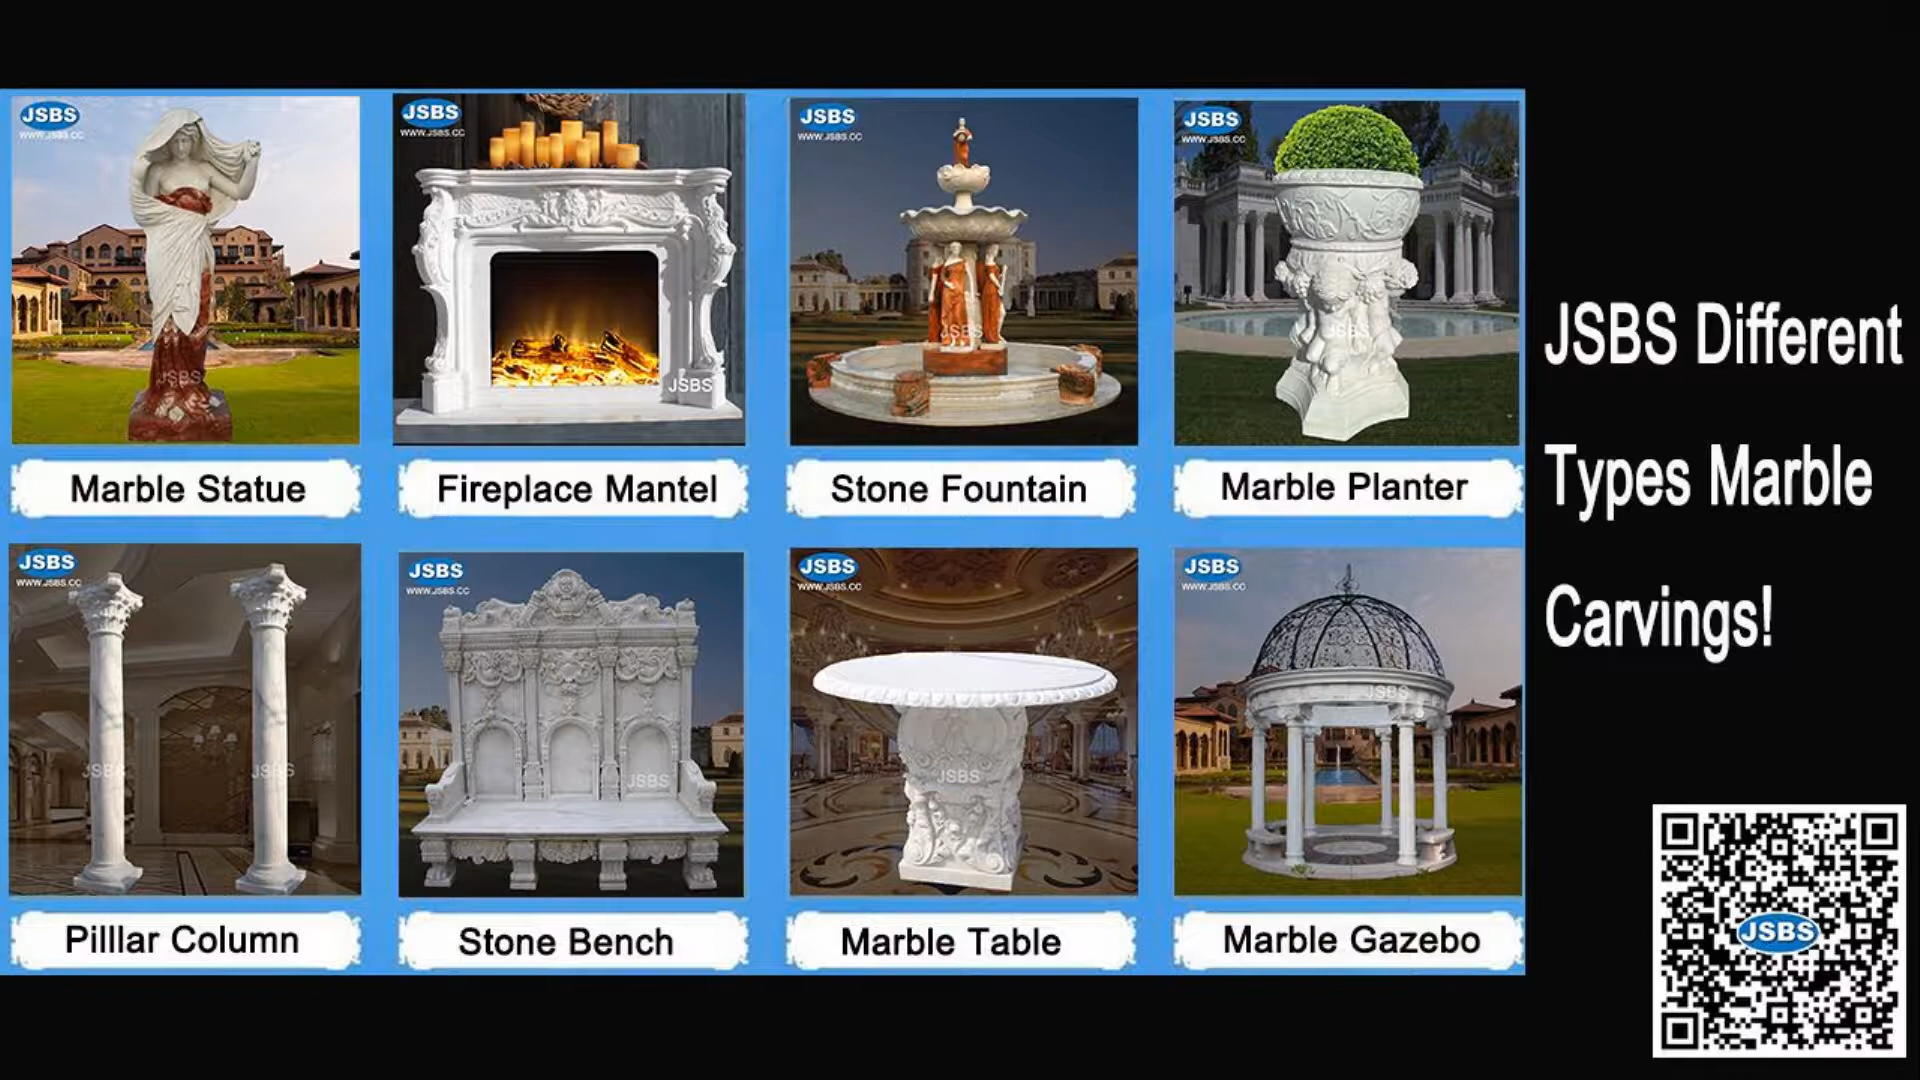 JSBS
WWW.JSBS.CC
JSBS
JSBS
WWW.JSBS.CC
JSBS
JSBS
WWW.JSBS.CC
JSBS
JSBS
WWW.JSBS.CC
JSBS
Marble Statue
Fireplace Mantel
Stone Fountain
Marble Planter
JSBS
WWW.JSBS.CC
JSBS
JSBS
JSBS
WWW.JSBS.CC
JSBS
JSBS
WWW.JSBS.CC
JSBS
JSBS
WWW.JSBS.CC
JSBS
Pilllar Column
Stone Bench
Marble Table
Marble Gazebo
JSBS Different
Types Marble
Carvings!
JSBS